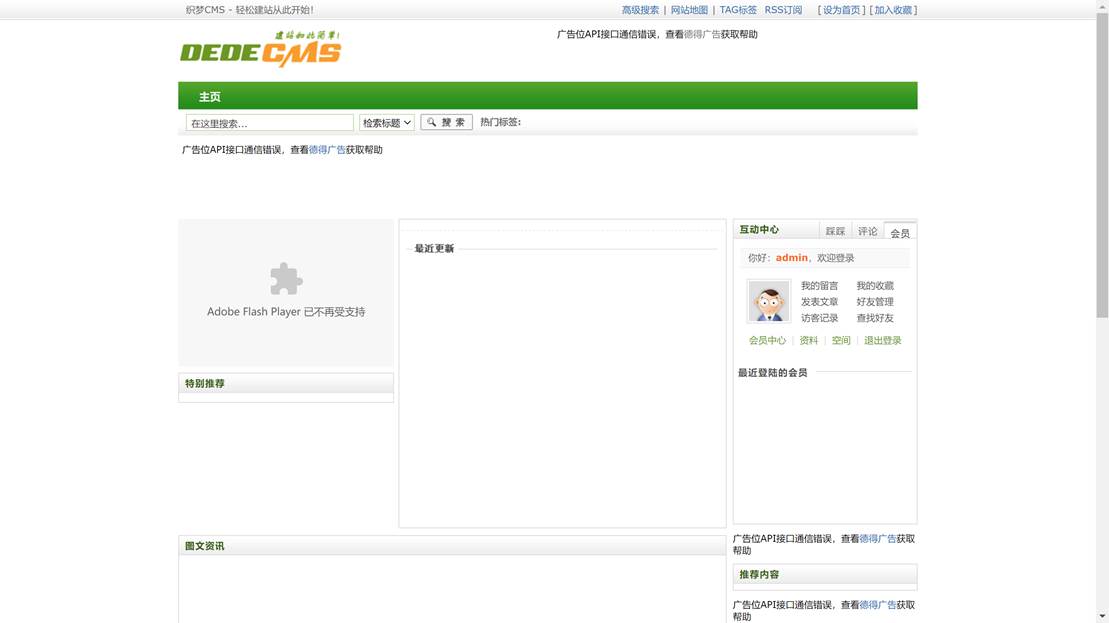 织梦CMS - 轻松建站从此开始!
高级搜索 | 网站地图 | TAG标签 RSS订阅 [ 设为首页 ] [ 加入收藏 ]
建站如此简单!
DEDECMS
广告位API接口通信错误，查看德得广告获取帮助
主页
在这里搜索... 检索标题 搜 索 热门标签:
广告位API接口通信错误，查看德得广告获取帮助
Adobe Flash Player 已不再受支持
特别推荐
最近更新
互动中心 踩踩 评论 会员
你好：admin，欢迎登录
我的留言 我的收藏
发表文章 好友管理
访客记录 查找好友
会员中心 | 资料 | 空间 | 退出登录
最近登陆的会员
图文资讯
广告位API接口通信错误，查看德得广告获取
帮助
推荐内容
广告位API接口通信错误，查看德得广告获取
帮助